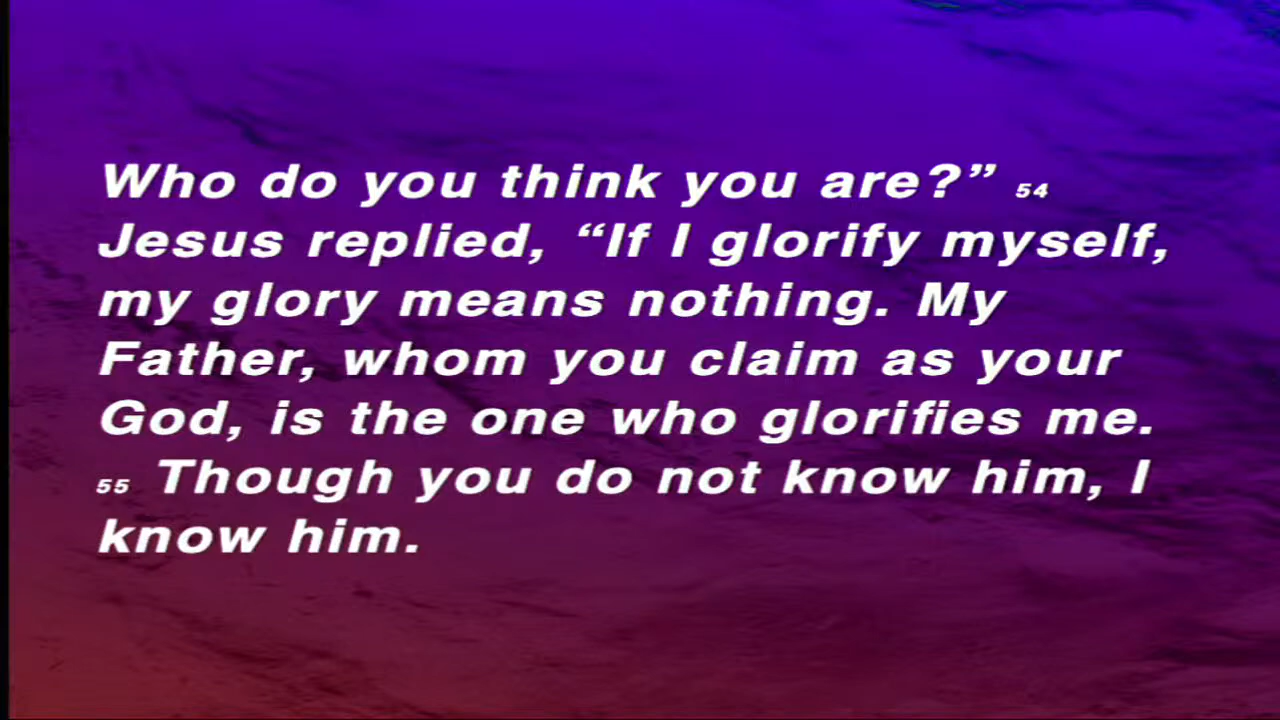 Who do you think you are?” 54
Jesus replied, “If I glorify myself,
my glory means nothing. My
Father, whom you claim as your
God, is the one who glorifies me.
55 Though you do not know him, I
know him.